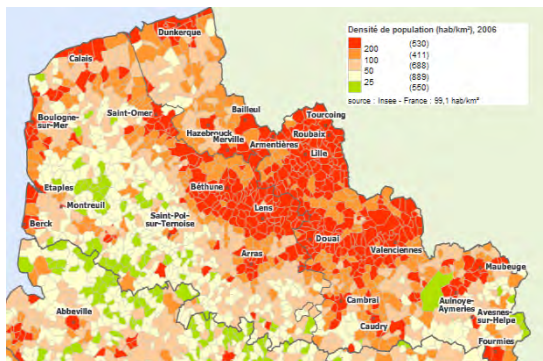 Densité de population (hab/km²), 2006
(530)
200
(411)
100
(688)
50
(889)
25
(550)
source : Insee - France : 99,1 hab/km²
Dunkerque
Calais
Bailleul
Tourcoing
Saint-Omer
Boulogne-
sur-Mer
Hazebrouck
Merville
Roubaix
Armentières
Lille
Etaples
Béthune
Montreuil
Lens
Saint-Pol-
sur-Ternoise
Berck
Douai
Arras
Valenciennes
Maubeuge
Cambrai
Aulnoye-
Aymeries
Abbeville
Avesnes-
sur-Helpe
Caudry
Fourmies